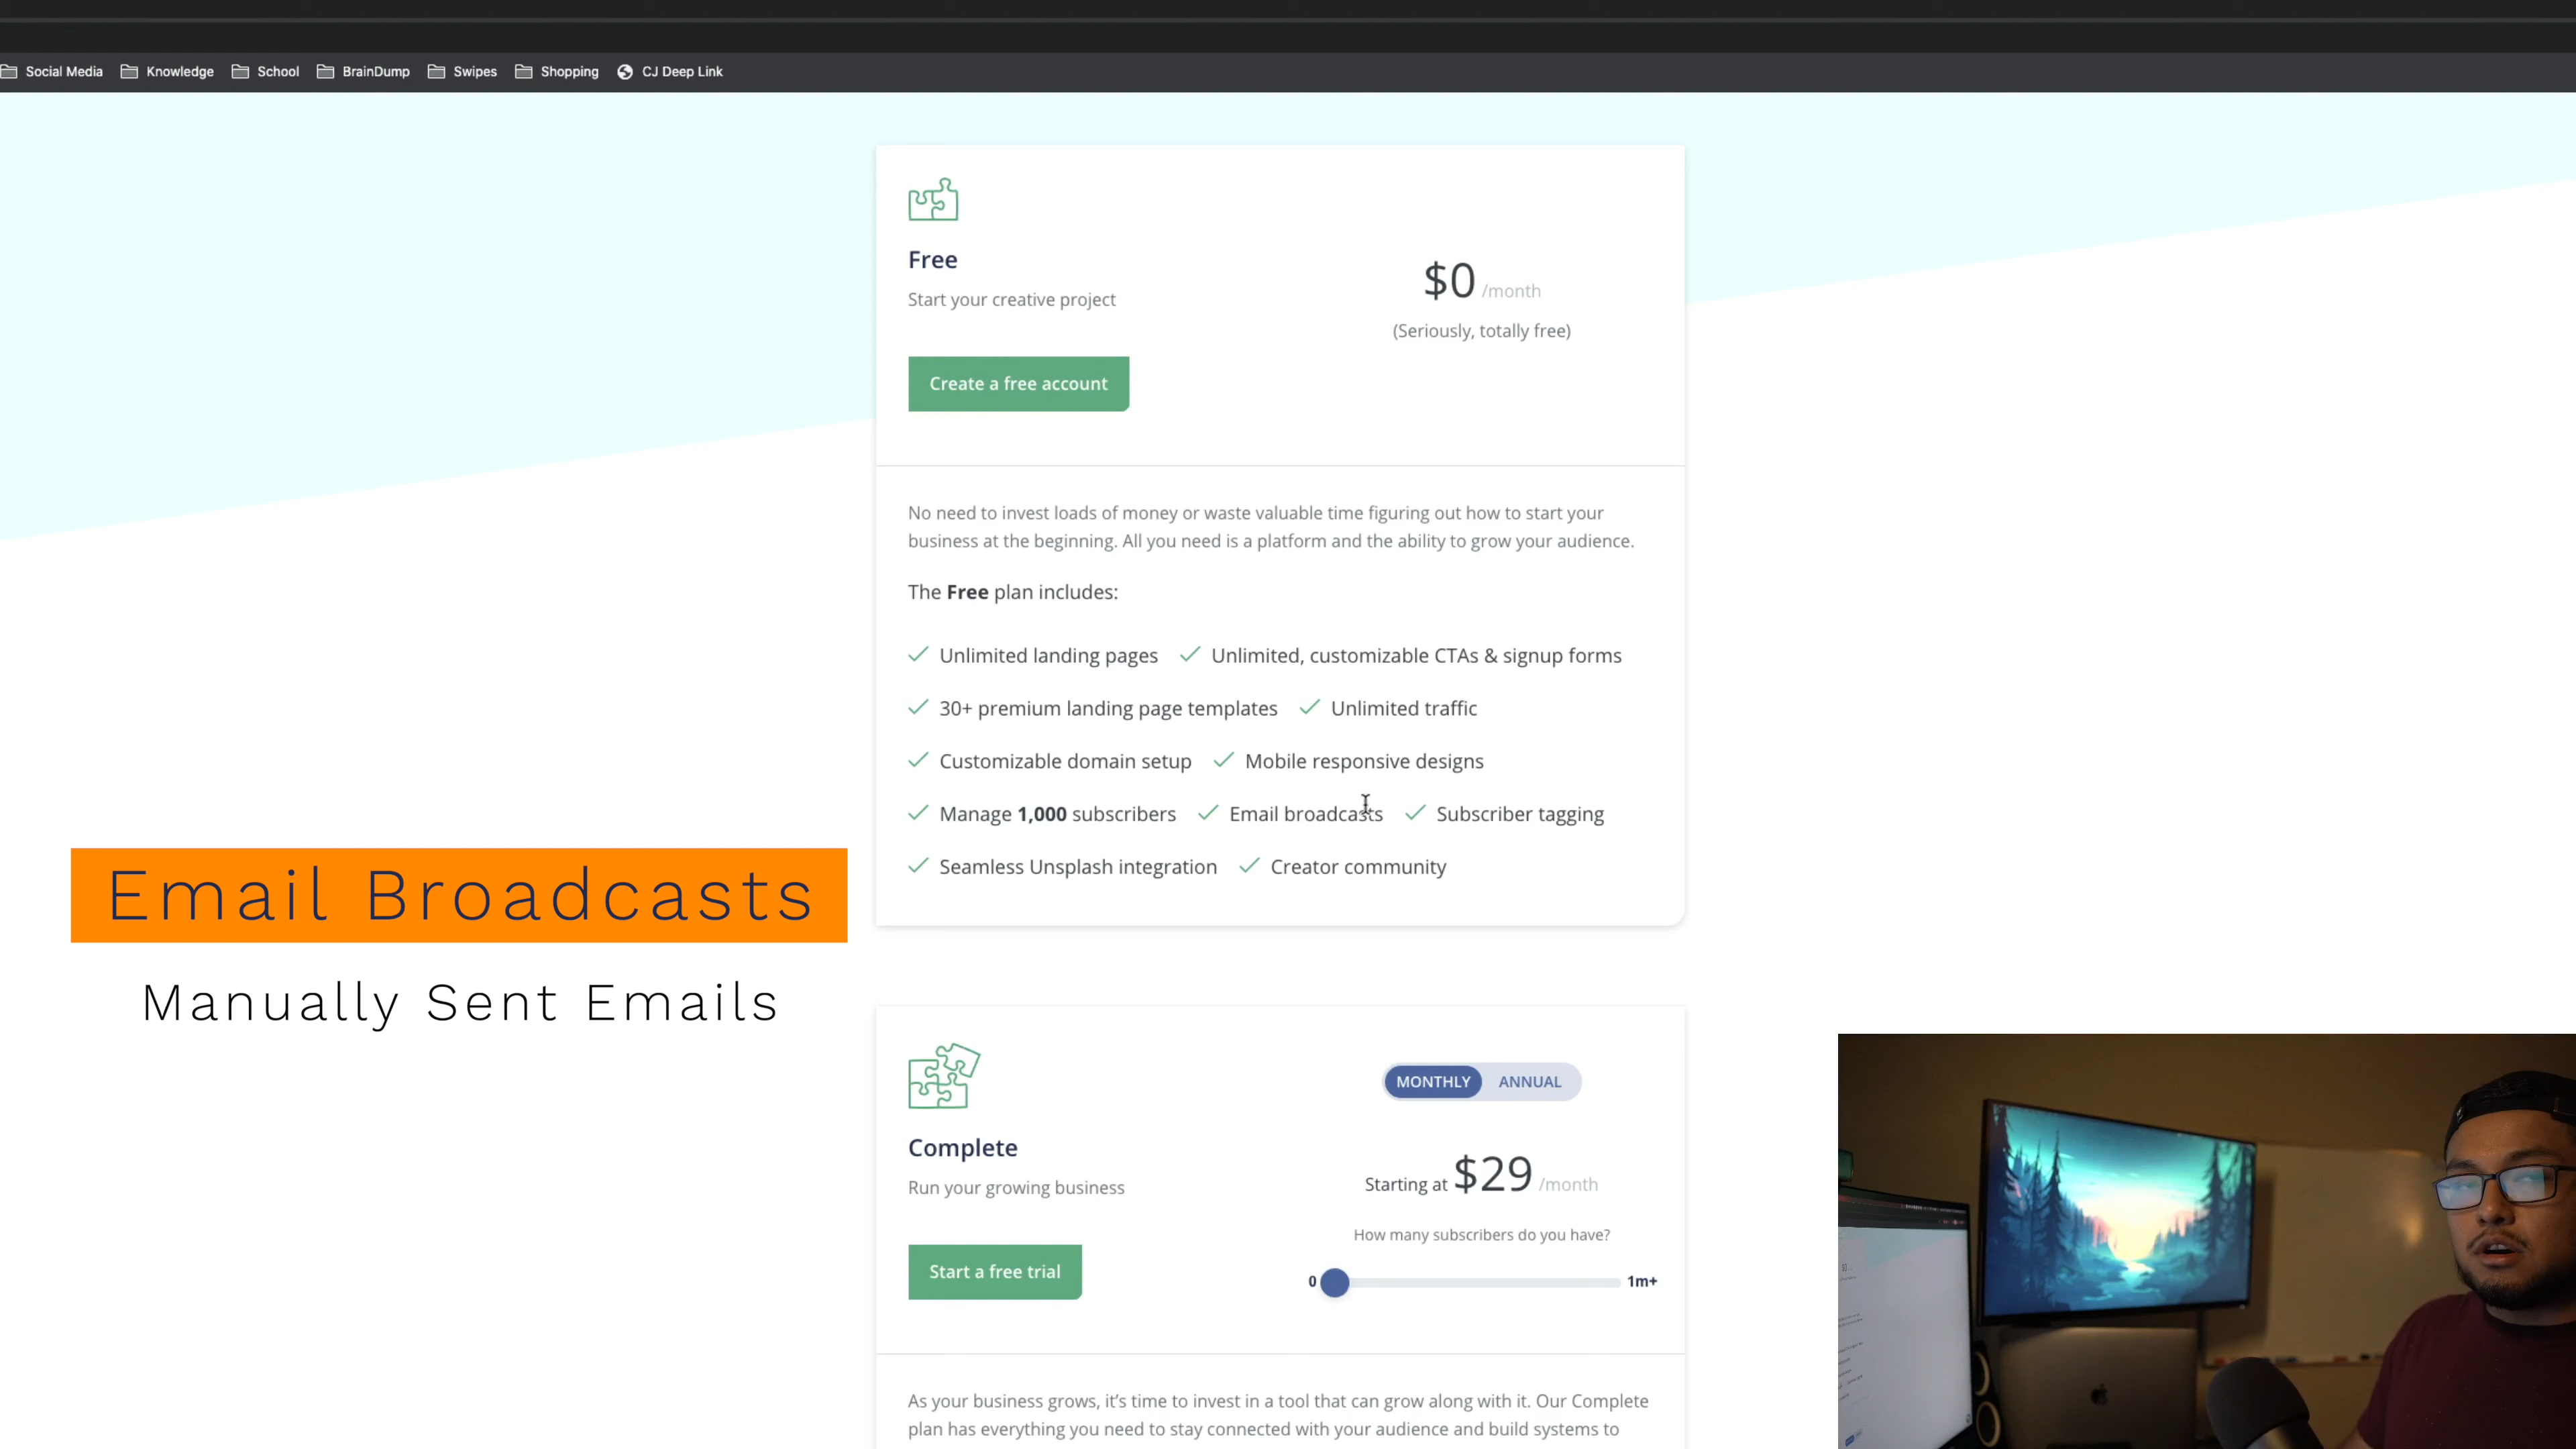 Social Media Knowledge School BrainDump Swipes Shopping CJ Deep Link
Free
Start your creative project
$0 /month
(Seriously, totally free)
Create a free account
No need to invest loads of money or waste valuable time figuring out how to start your
business at the beginning. All you need is a platform and the ability to grow your audience.
The Free plan includes:
Unlimited landing pages Unlimited, customizable CTAs & signup forms
30+ premium landing page templates Unlimited traffic
Customizable domain setup Mobile responsive designs
Manage 1,000 subscribers Email broadcasts Subscriber tagging
Seamless Unsplash integration Creator community
Email Broadcasts
Manually Sent Emails
MONTHLY ANNUAL
Complete
Run your growing business
Starting at $29 /month
How many subscribers do you have?
0 1m+
Start a free trial
As your business grows, it's time to invest in a tool that can grow along with it. Our Complete
plan has everything you need to stay connected with your audience and build systems to